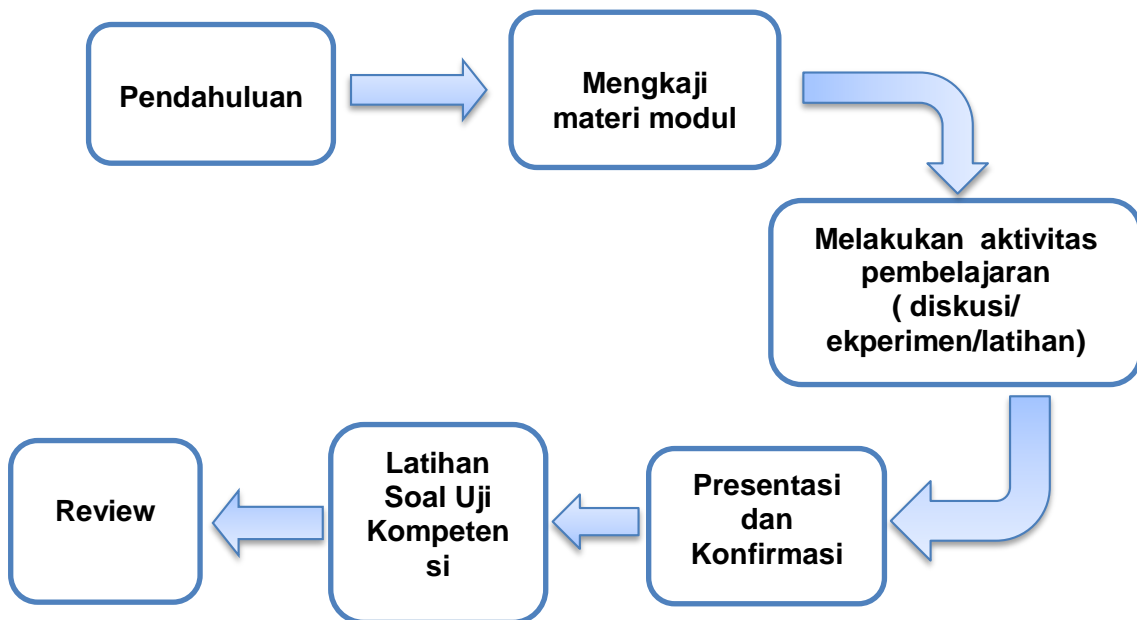 Pendahuluan
Mengkaji
materi modul
Melakukan aktivitas
pembelajaran
( diskusi/
ekperimen/latihan)
Presentasi
dan
Konfirmasi
Latihan
Soal Uji
Kompeten
si
Review